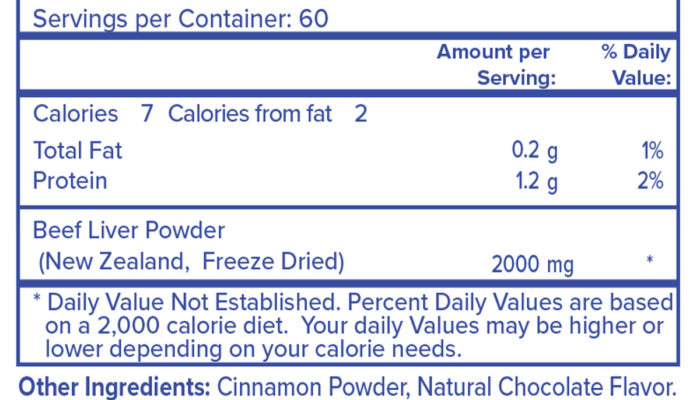 Servings per Container: 60
Amount per % Daily
Serving: Value:
Calories 7 Calories from fat 2
Total Fat 0.2 g 1%
Protein 1.2 g 2%
Beef Liver Powder
(New Zealand, Freeze Dried) 2000 mg *
* Daily Value Not Established. Percent Daily Values are based
on a 2,000 calorie diet. Your daily Values may be higher or
lower depending on your calorie needs.
Other Ingredients: Cinnamon Powder, Natural Chocolate Flavor.